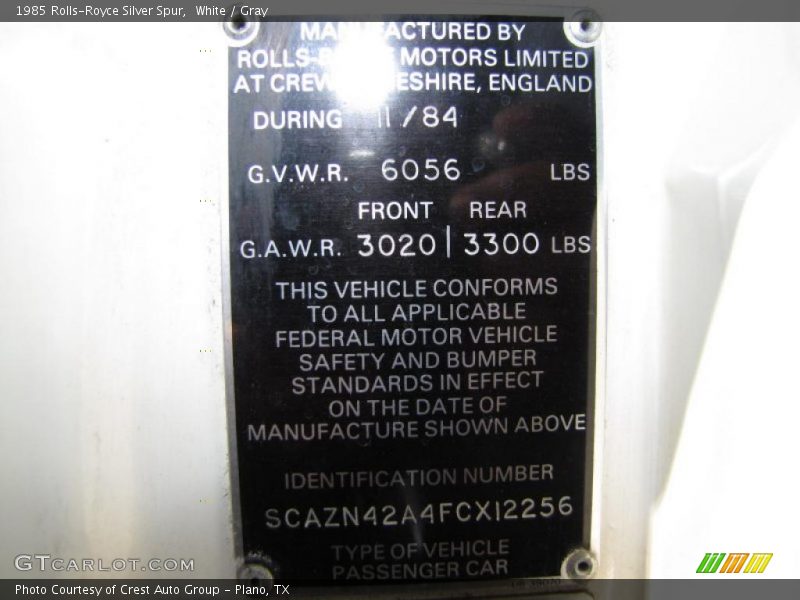 1985 Rolls-Royce Silver Spur, White / Gray
MANUFACTURED BY
ROLLS- MOTORS LIMITED
AT ENGLAND
DURING 11/84
G.V.W.R. 6056 LBS
FRONT REAR
G.A.W.R. 3020 | 3300 LBS
THIS VEHICLE CONFORMS
TO ALL APPLICABLE
FEDERAL MOTOR VEHICLE
SAFETY AND BUMPER
STANDARDS IN EFFECT
ON THE DATE OF
MANUFACTURE SHOWN ABOVE
IDENTIFICATION NUMBER
SCAZN42A4FCX12256
TYPE OF VEHICLE
PASSENGER CAR
GTCARLOT.COM
Photo Courtesy of Crest Auto Group - Plano, TX